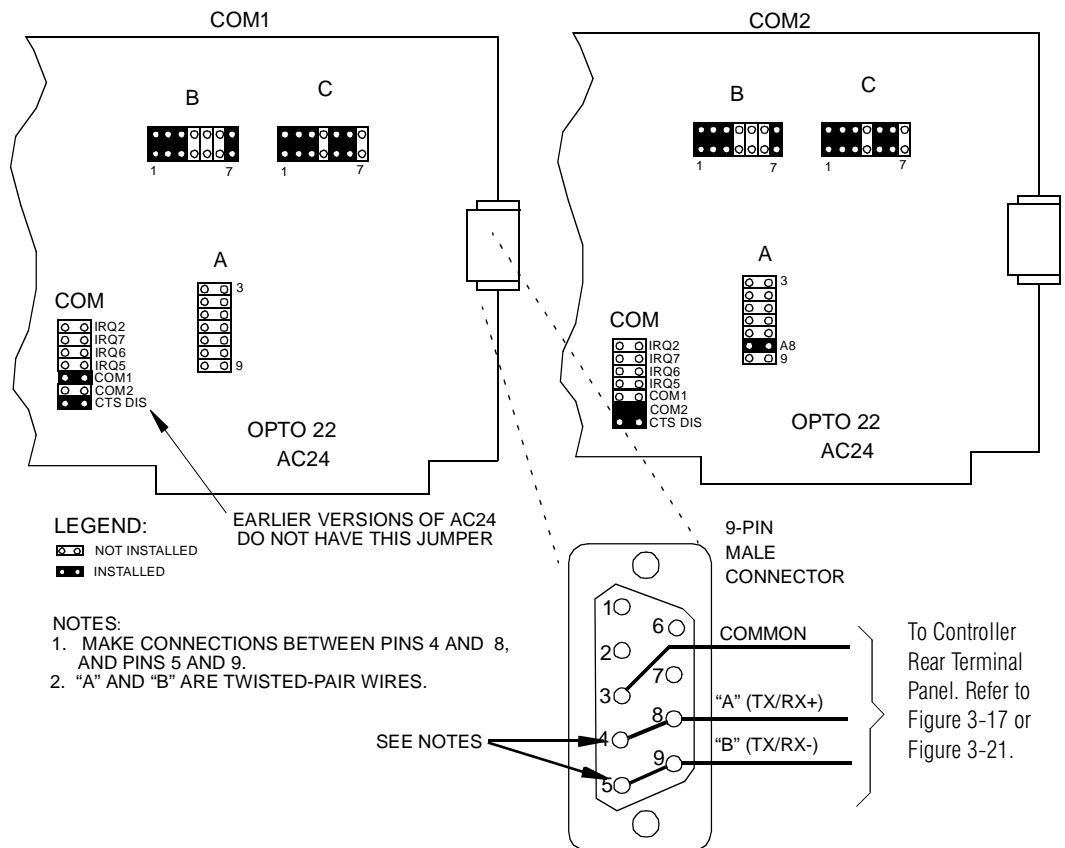 COM1
B
C
1
7
1
7
A
3
9
COM
IRQ2
IRQ7
IRQ6
IRQ5
COM1
COM2
CTS DIS
OPTO 22
AC24
COM2
B
C
1
7
1
7
A
3
A8
9
COM
IRQ2
IRQ7
IRQ6
IRQ5
COM1
COM2
CTS DIS
OPTO 22
AC24
EARLIER VERSIONS OF AC24
DO NOT HAVE THIS JUMPER
LEGEND:
NOT INSTALLED
INSTALLED
NOTES:
1. MAKE CONNECTIONS BETWEEN PINS 4 AND 8,
AND PINS 5 AND 9.
2. “A” AND “B” ARE TWISTED-PAIR WIRES.
9-PIN
MALE
CONNECTOR
1
6
2
7
3
8
4
9
5
COMMON
“A” (TX/RX+)
“B” (TX/RX-)
SEE NOTES
To Controller
Rear Terminal
Panel. Refer to
Figure 3-17 or
Figure 3-21.